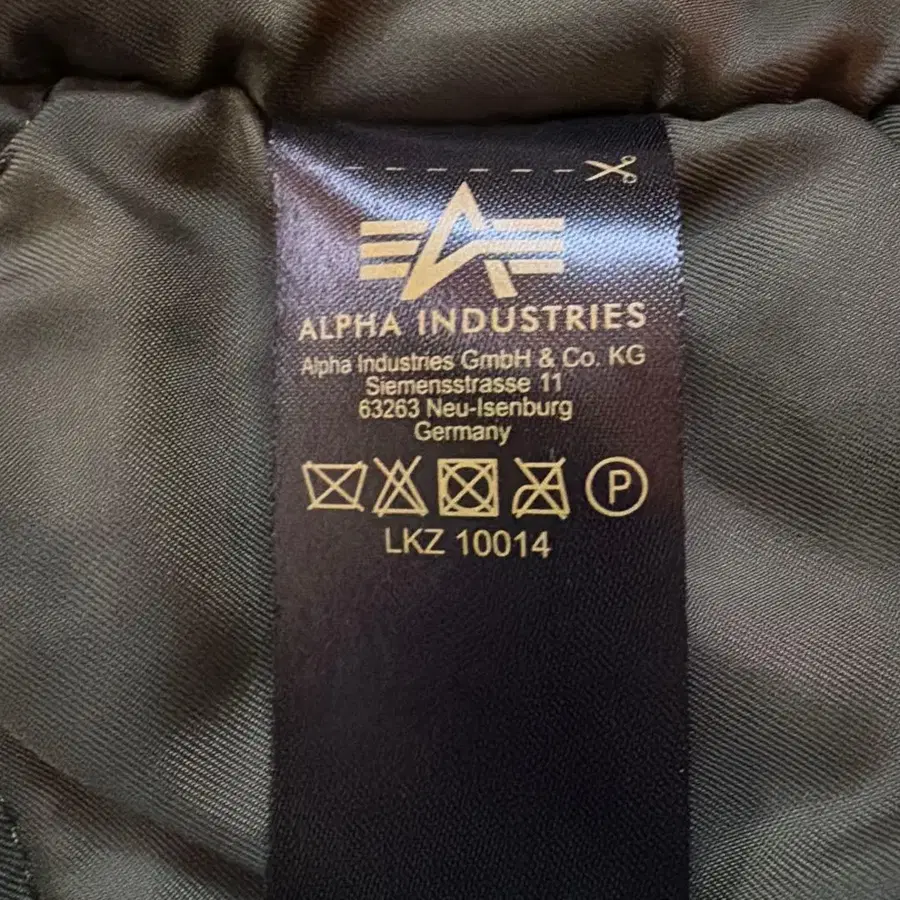 ALPHA INDUSTRIES
Alpha Industries GmbH & Co. KG
Siemensstrasse 11
63263 Neu-Isenburg
Germany
P
LKZ 10014